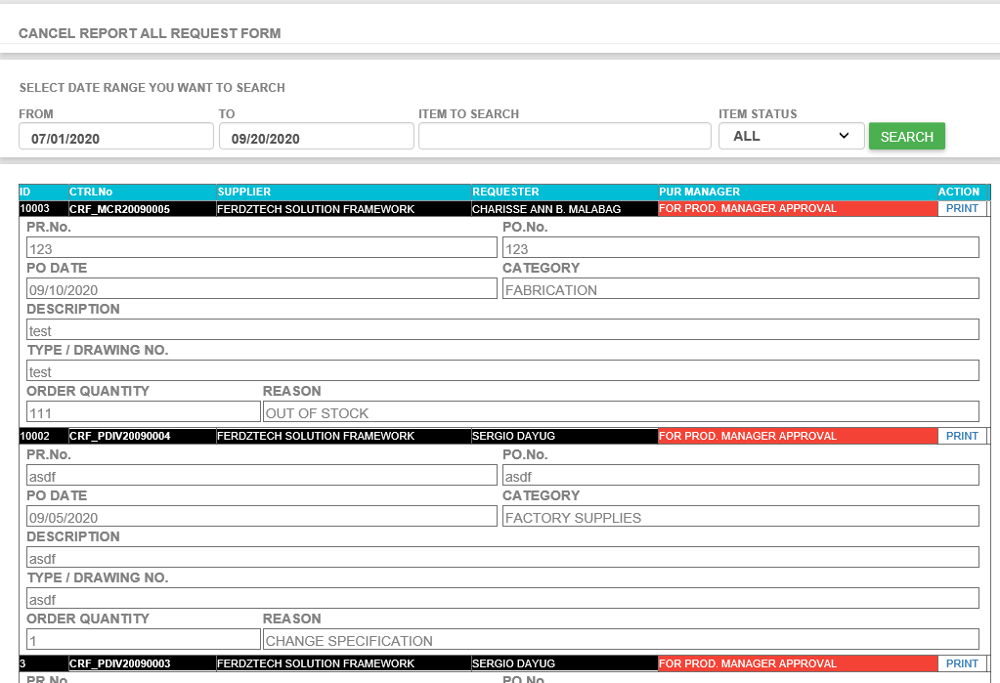 CANCEL REPORT ALL REQUEST FORM
SELECT DATE RANGE YOU WANT TO SEARCH
FROM TO ITEM TO SEARCH ITEM STATUS
07/01/2020 09/20/2020 ALL SEARCH
ID CTRLNo SUPPLIER REQUESTER PUR MANAGER ACTION
10003 CRF_MCR20090005 FERDZTECH SOLUTION FRAMEWORK CHARISSE ANN B. MALABAG FOR PROD. MANAGER APPROVAL PRINT
PR.No. PO.No.
123 123
PO DATE CATEGORY
09/10/2020 FABRICATION
DESCRIPTION
test
TYPE / DRAWING NO.
test
ORDER QUANTITY REASON
111 OUT OF STOCK
10002 CRF_PDIV20090004 FERDZTECH SOLUTION FRAMEWORK SERGIO DAYUG FOR PROD. MANAGER APPROVAL PRINT
PR.No. PO.No.
asdf asdf
PO DATE CATEGORY
09/05/2020 FACTORY SUPPLIES
DESCRIPTION
asdf
TYPE / DRAWING NO.
asdf
ORDER QUANTITY REASON
1 CHANGE SPECIFICATION
3 CRF_PDIV20090003 FERDZTECH SOLUTION FRAMEWORK SERGIO DAYUG FOR PROD. MANAGER APPROVAL PRINT
PR.No. PO.No.